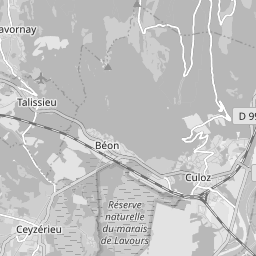 avornay
Talissieu
D 99
Béon
Culoz
Réserve
naturelle
du marais
de Lavours
Ceyzérieu